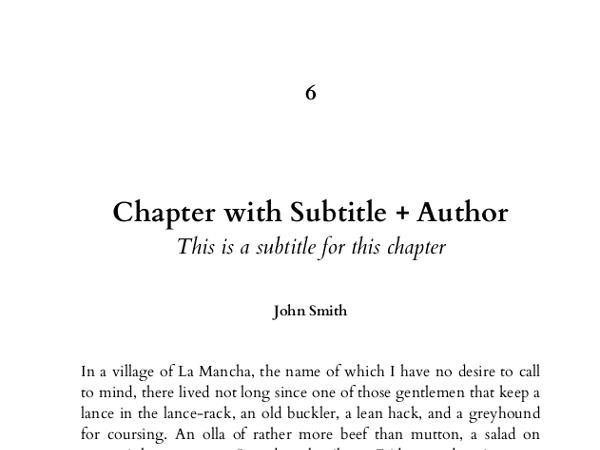 6
Chapter with Subtitle + Author
This is a subtitle for this chapter
John Smith
In a village of La Mancha, the name of which I have no desire to call
to mind, there lived not long since one of those gentlemen that keep a
lance in the lance-rack, an old buckler, a lean hack, and a greyhound
for coursing. An olla of rather more beef than mutton, a salad on